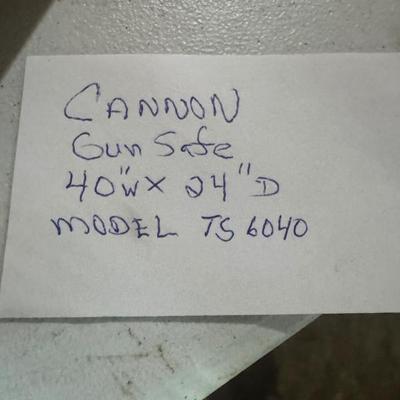 CANNON
Gun Safe
40"W X 24"D
MODEL TS 6040